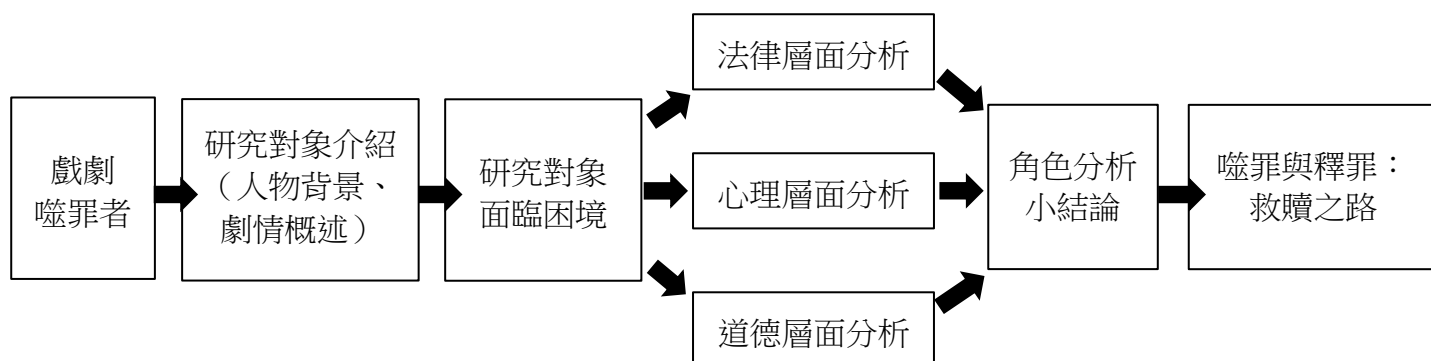 戲劇
噬罪者
研究對象介紹
（人物背景、
劇情概述）
研究對象
面臨困境
法律層面分析
心理層面分析
道德層面分析
角色分析
小結論
噬罪與釋罪：
救贖之路